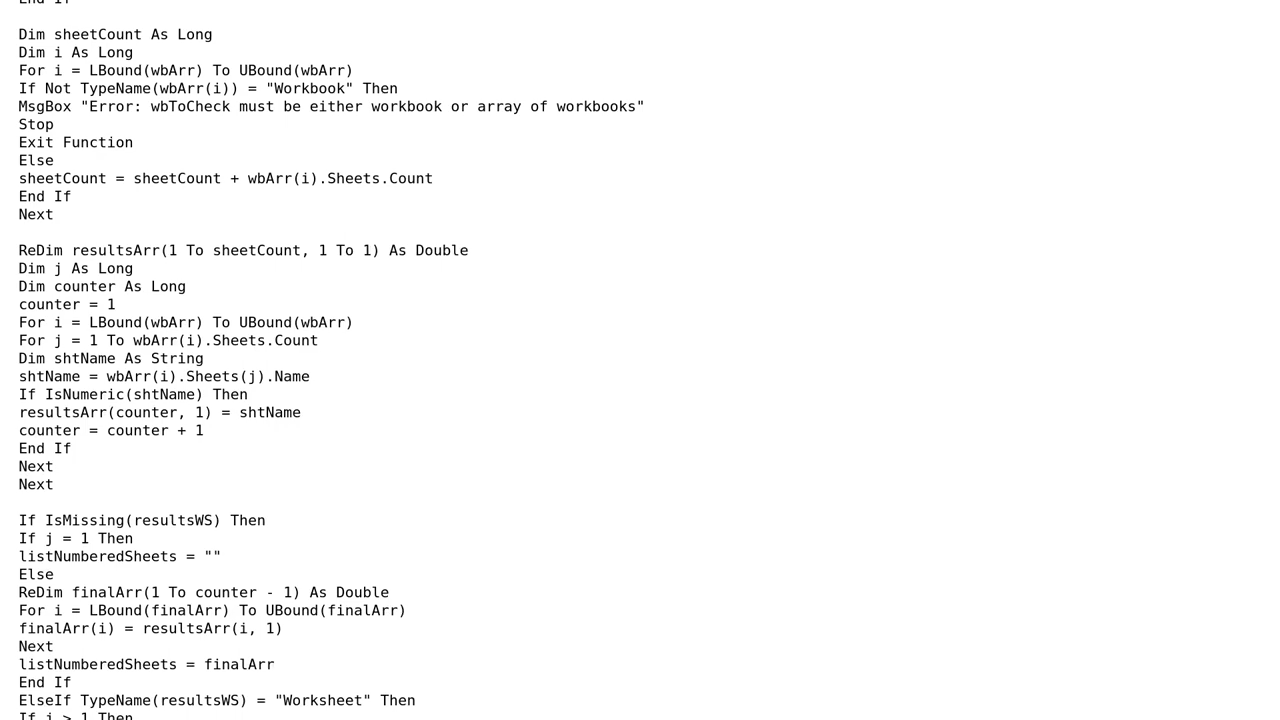 End If
Dim sheetCount As Long
Dim i As Long
For i = LBound(wbArr) To UBound(wbArr)
If Not TypeName(wbArr(i)) = "Workbook" Then
MsgBox "Error: wbToCheck must be either workbook or array of workbooks"
Stop
Exit Function
Else
sheetCount = sheetCount + wbArr(i).Sheets.Count
End If
Next
ReDim resultsArr(1 To sheetCount, 1 To 1) As Double
Dim j As Long
Dim counter As Long
counter = 1
For i = LBound(wbArr) To UBound(wbArr)
For j = 1 To wbArr(i).Sheets.Count
Dim shtName As String
shtName = wbArr(i).Sheets(j).Name
If IsNumeric(shtName) Then
resultsArr(counter, 1) = shtName
counter = counter + 1
End If
Next
Next
If IsMissing(resultsWS) Then
If j = 1 Then
listNumberedSheets = ""
Else
ReDim finalArr(1 To counter - 1) As Double
For i = LBound(finalArr) To UBound(finalArr)
finalArr(i) = resultsArr(i, 1)
Next
listNumberedSheets = finalArr
End If
ElseIf TypeName(resultsWS) = "Worksheet" Then
If j > 1 Then